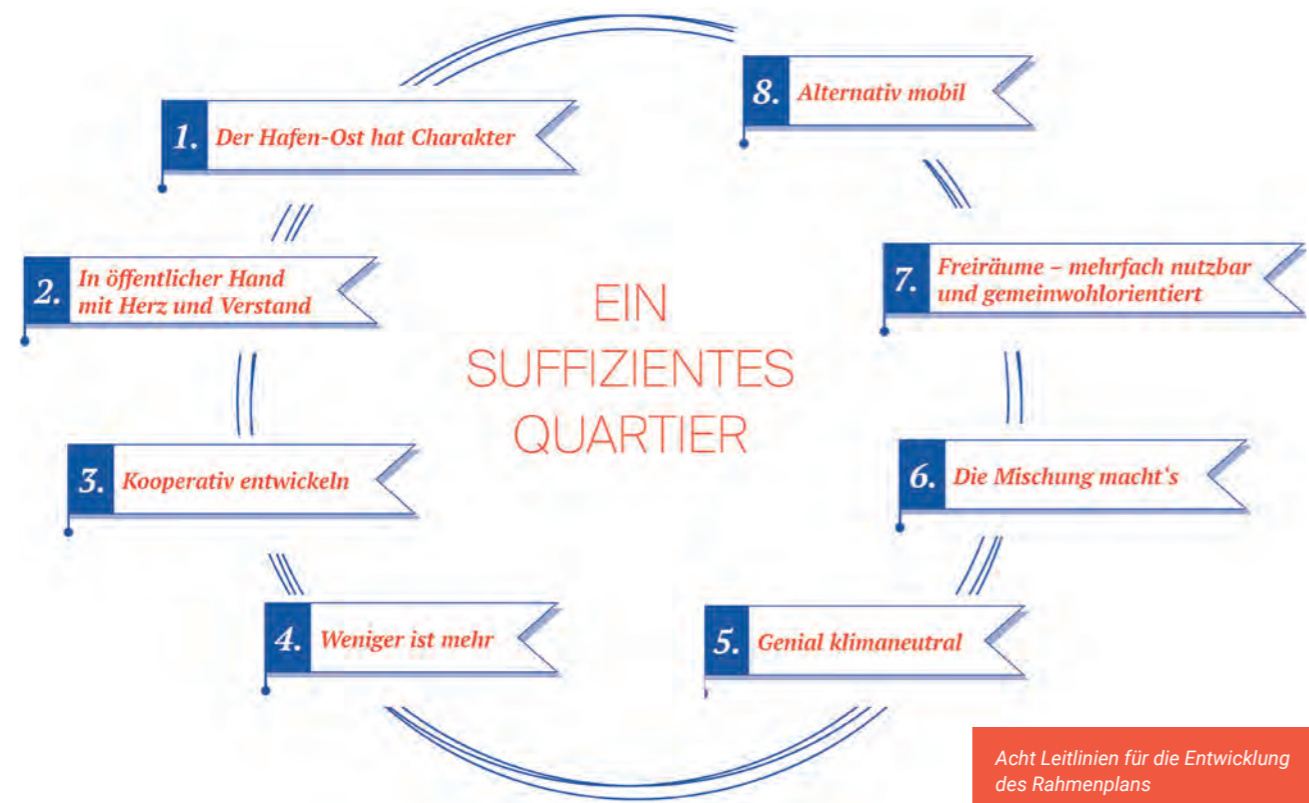 1. Der Hafen-Ost hat Charakter
2. In öffentlicher Hand
mit Herz und Verstand
3. Kooperativ entwickeln
4. Weniger ist mehr
5. Genial klimaneutral
6. Die Mischung macht‘s
7. Freiräume – mehrfach nutzbar
und gemeinwohlorientiert
8. Alternativ mobil
EIN
SUFFIZIENTES
QUARTIER
Acht Leitlinien für die Entwicklung
des Rahmenplans